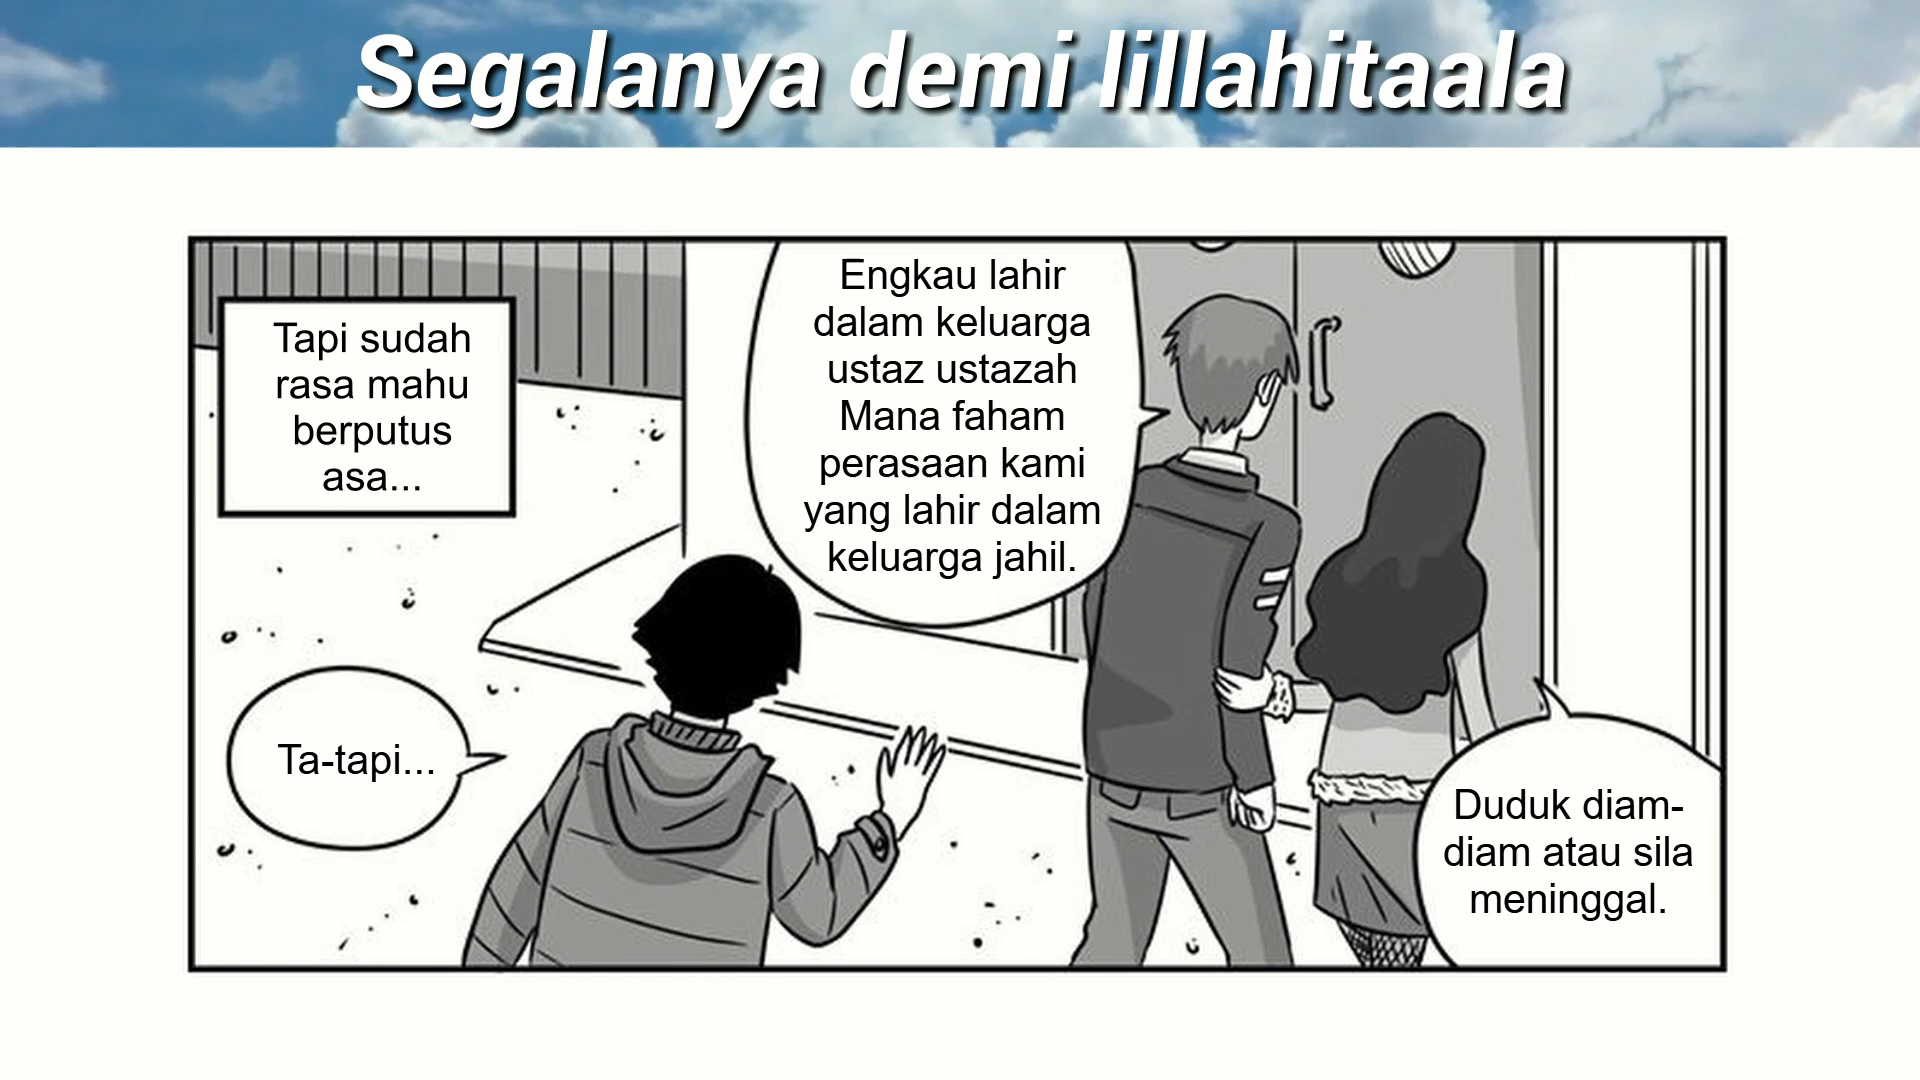 Segalanya demi lillahitaala
Tapi sudah
rasa mahu
berputus
asa...
Engkau lahir
dalam keluarga
ustaz ustazah
Mana faham
perasaan kami
yang lahir dalam
keluarga jahil.
Ta-tapi...
Duduk diam-
diam atau sila
meninggal.